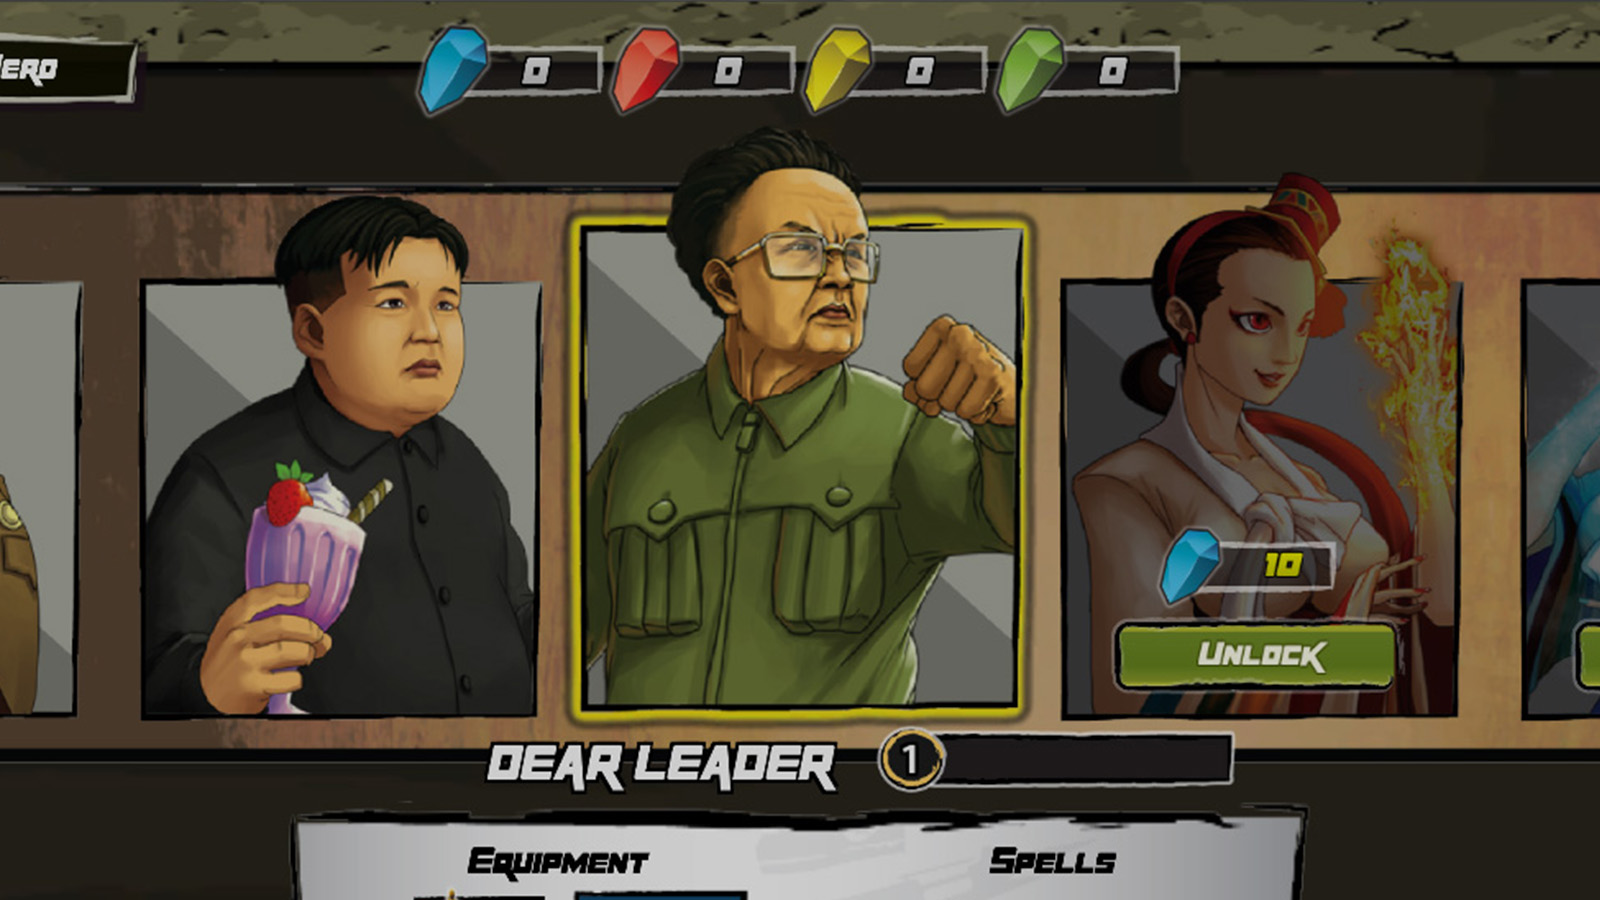 ERO
0 0 0 0
10
UNLOCK
DEAR LEADER 1
EQUIPMENT SPELLS